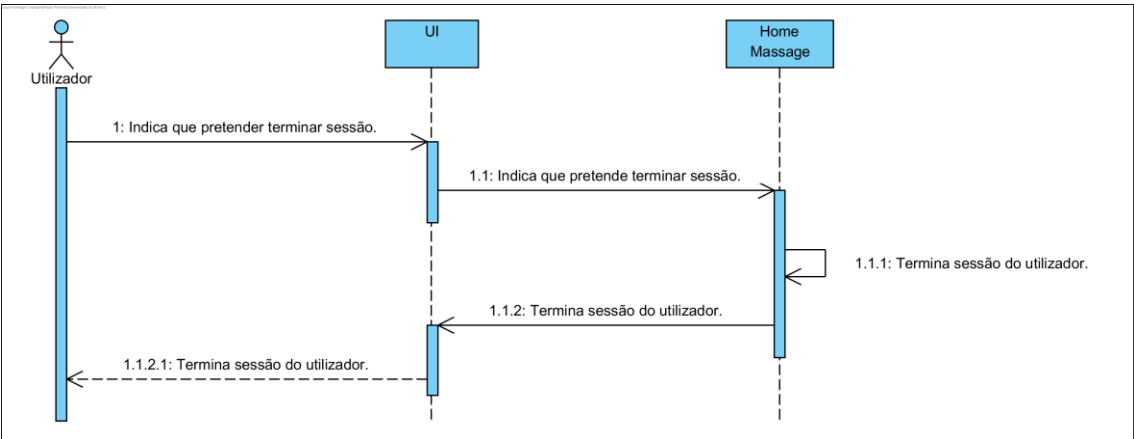 UI
Home
Massage
Utilizador
1: Indica que pretender terminar sessão.
1.1: Indica que pretende terminar sessão.
1.1.1: Termina sessão do utilizador.
1.1.2: Termina sessão do utilizador.
1.1.2.1: Termina sessão do utilizador.